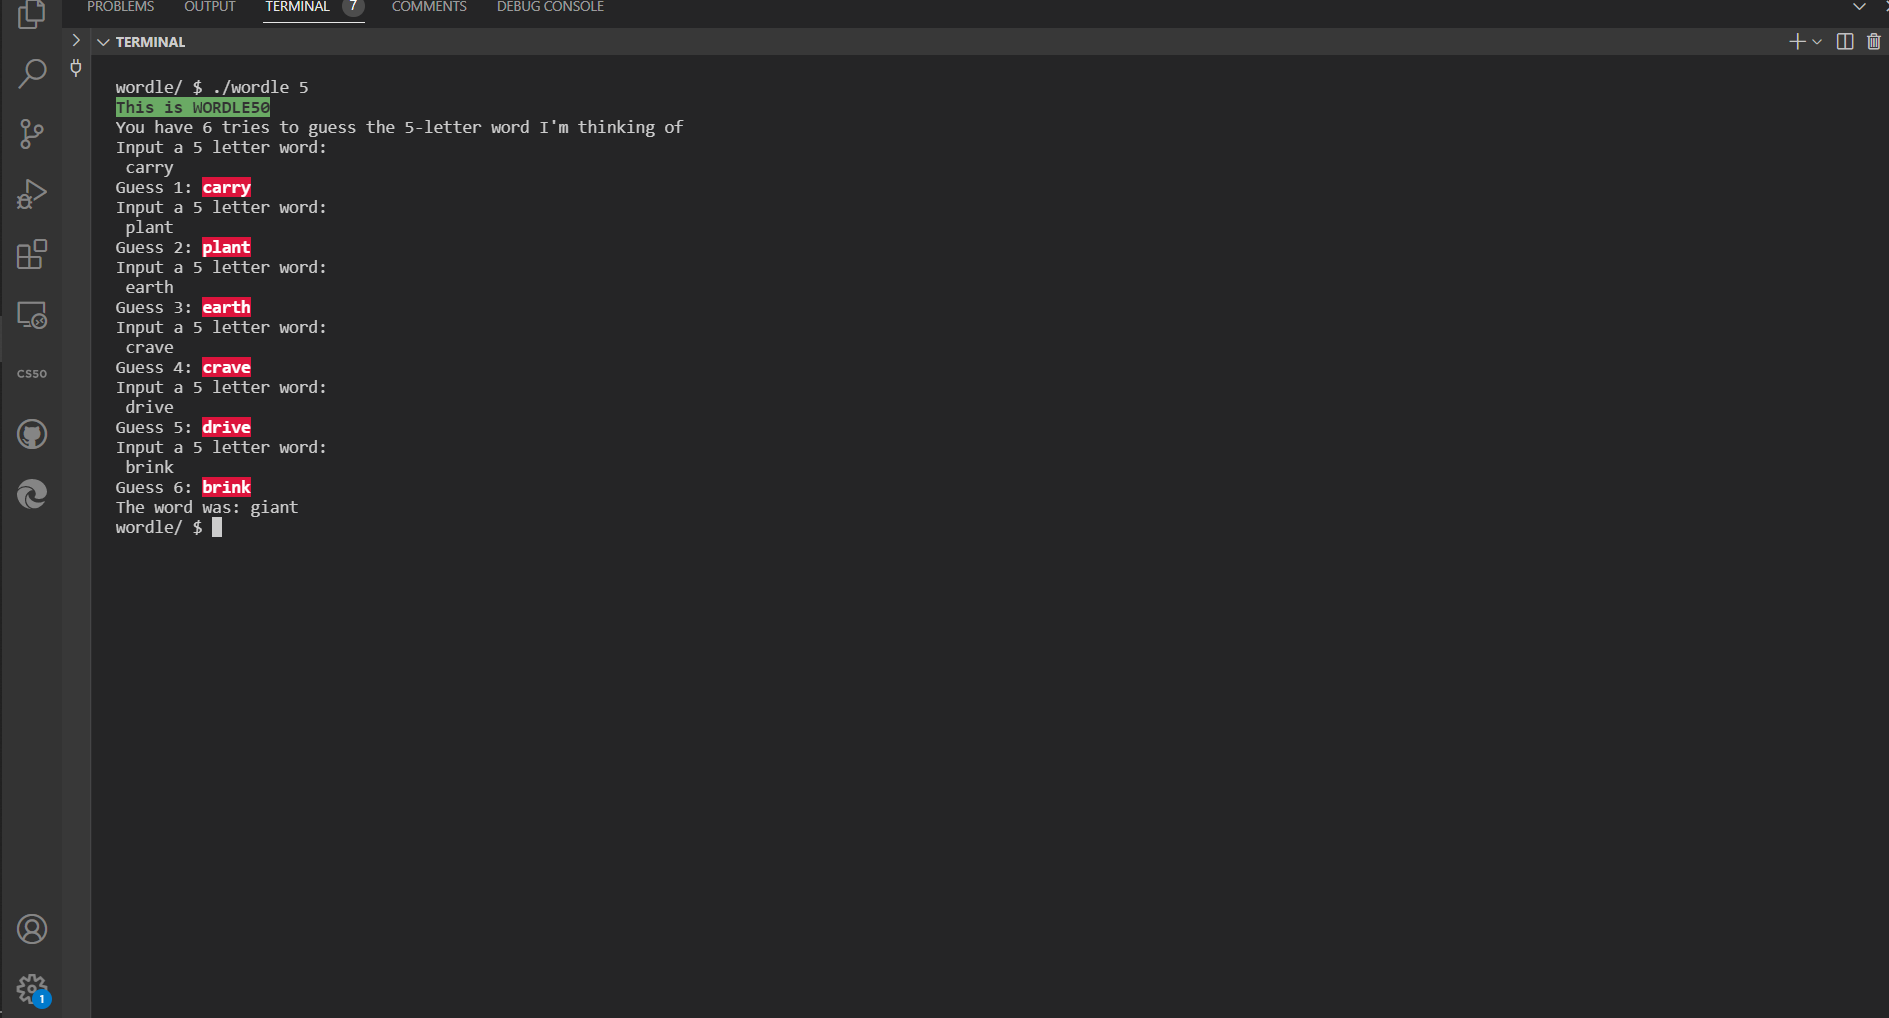 PROBLEMS OUTPUT TERMINAL 7 COMMENTS DEBUG CONSOLE
TERMINAL
wordle/ $ ./wordle 5
This is WORDLE50
You have 6 tries to guess the 5-letter word I'm thinking of
Input a 5 letter word:
carry
Guess 1: carry
Input a 5 letter word:
plant
Guess 2: plant
Input a 5 letter word:
earth
Guess 3: earth
Input a 5 letter word:
crave
Guess 4: crave
Input a 5 letter word:
drive
Guess 5: drive
Input a 5 letter word:
brink
Guess 6: brink
The word was: giant
wordle/ $
CS50
1